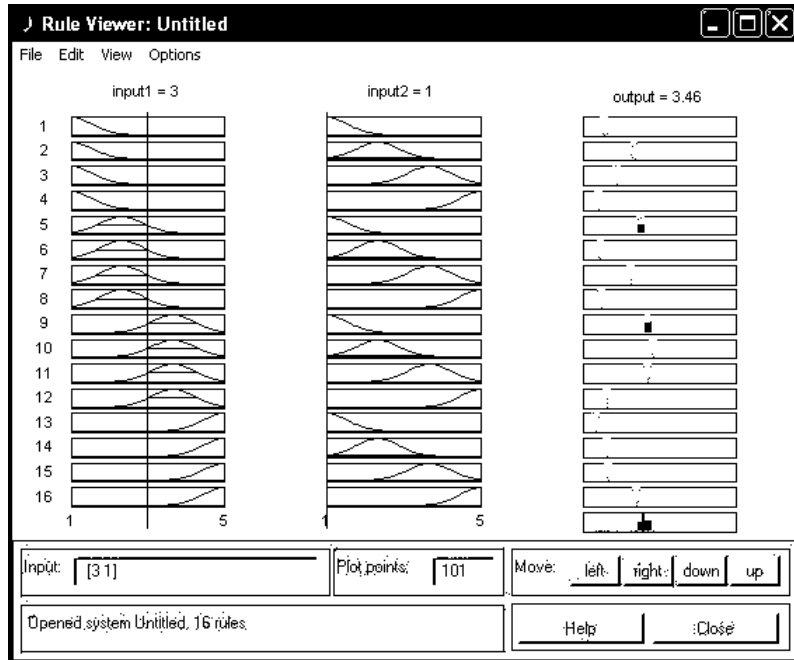 Rule Viewer: Untitled
File Edit View Options
input1 = 3 input2 = 1 output = 3.46
1
2
3
4
5
6
7
8
9
10
11
12
13
14
15
16
1 5 1 5
Input: [3 1] Plot points: 101 Move: left right down up
Opened system Untitled, 16 rules Help Close